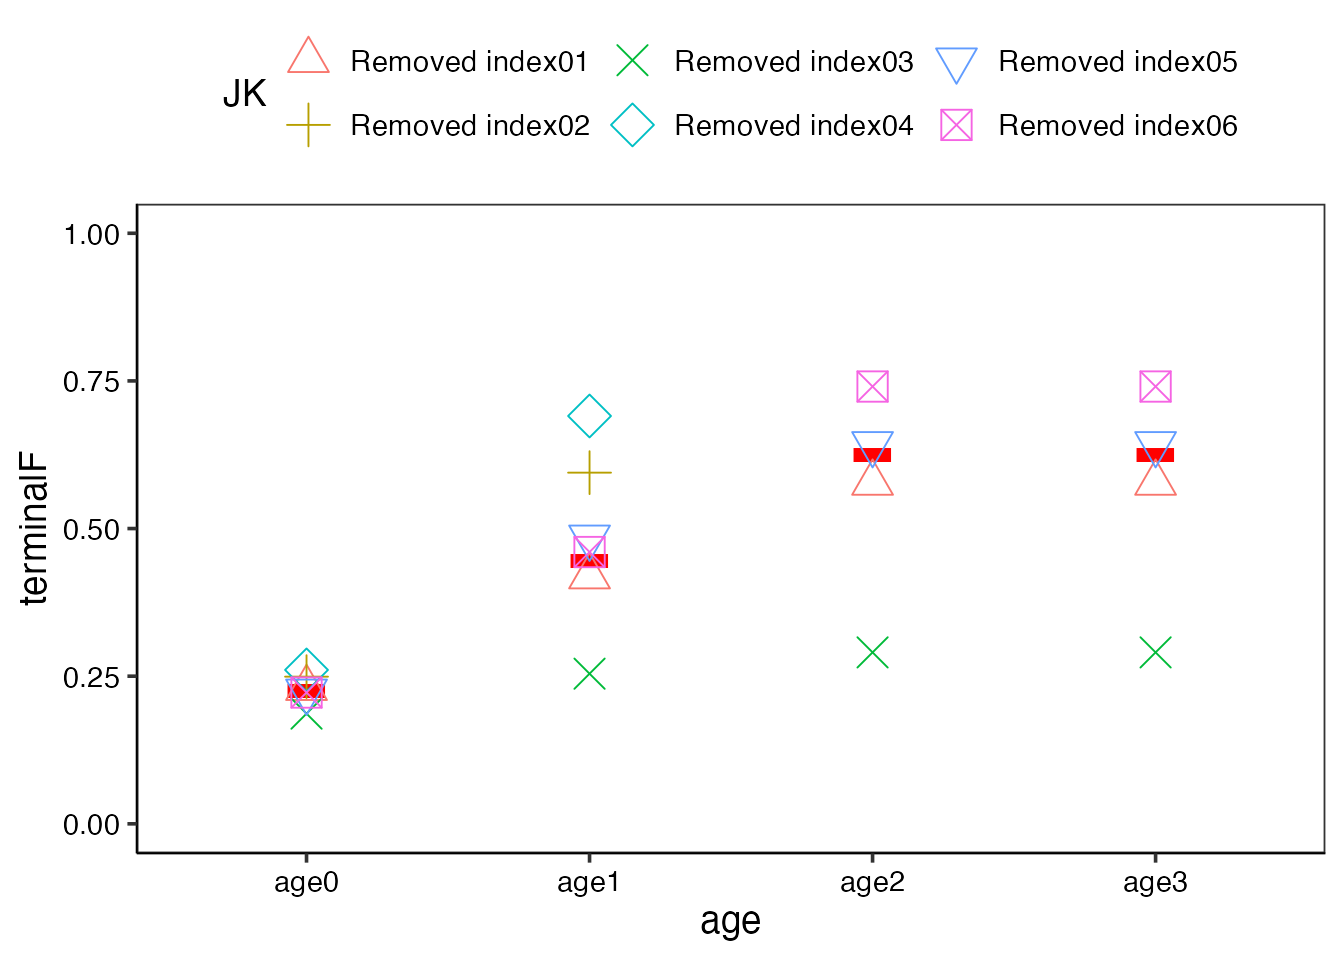 JK
Removed index01
Removed index03
Removed index05
Removed index02
Removed index04
Removed index06
terminalF
1.00
0.75
0.50
0.25
0.00
age0
age1
age2
age3
age